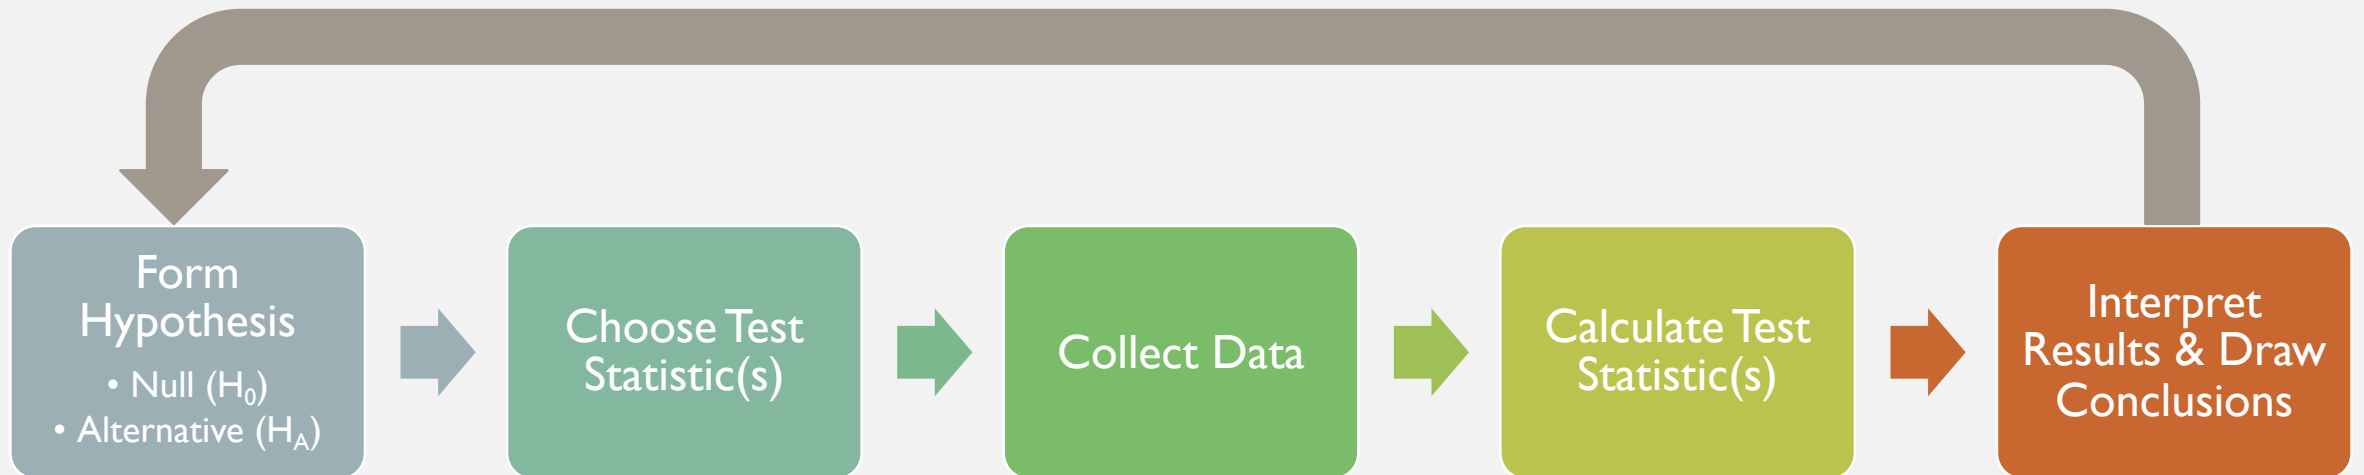 Form
Hypothesis
• Null (H₀)
• Alternative (Hₐ)
Choose Test
Statistic(s)
Collect Data
Calculate Test
Statistic(s)
Interpret
Results & Draw
Conclusions